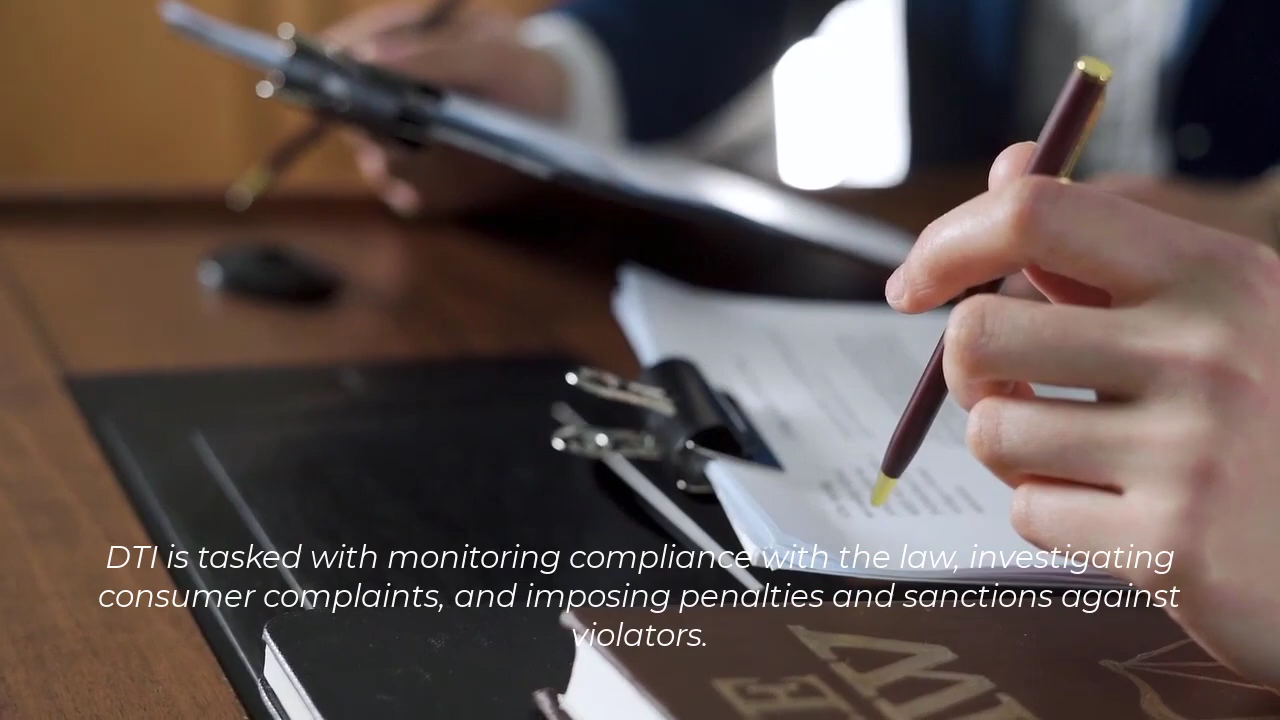 DTI is tasked with monitoring compliance with the law, investigating
consumer complaints, and imposing penalties and sanctions against
violators.